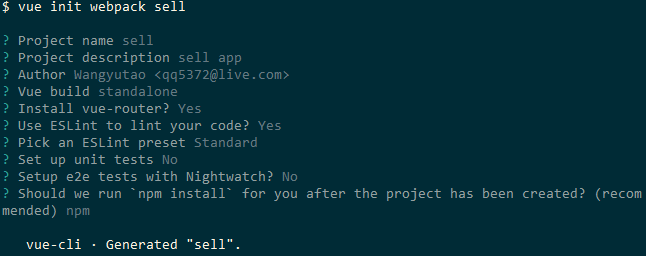 $ vue init webpack sell
? Project name sell
? Project description sell app
? Author Wangyutao <qq5372@live.com>
? Vue build standalone
? Install vue-router? Yes
? Use ESLint to lint your code? Yes
? Pick an ESLint preset Standard
? Set up unit tests No
? Setup e2e tests with Nightwatch? No
? Should we run `npm install` for you after the project has been created? (recom
mended) npm
vue-cli · Generated "sell".